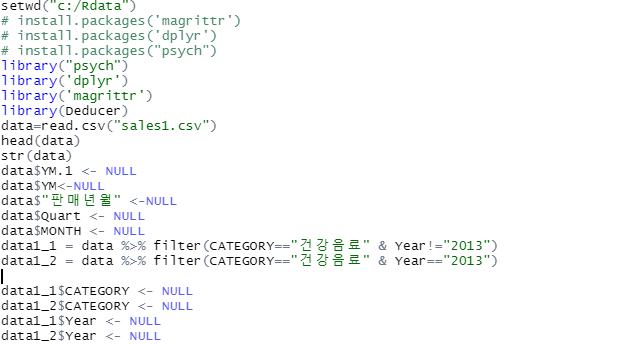 setwd("c:/Rdata")
# install.packages('magrittr')
# install.packages('dplyr')
# install.packages("psych")
library("psych")
library('dplyr')
library('magrittr')
library(Deducer)
data=read.csv("sales1.csv")
head(data)
str(data)
data$YM.1 <- NULL
data$YM<-NULL
data$"판매년월" <-NULL
data$Quart <- NULL
data$MONTH <- NULL
data1_1 = data %>% filter(CATEGORY=="건강음료" & Year!="2013")
data1_2 = data %>% filter(CATEGORY=="건강음료" & Year=="2013")
data1_1$CATEGORY <- NULL
data1_2$CATEGORY <- NULL
data1_1$Year <- NULL
data1_2$Year <- NULL